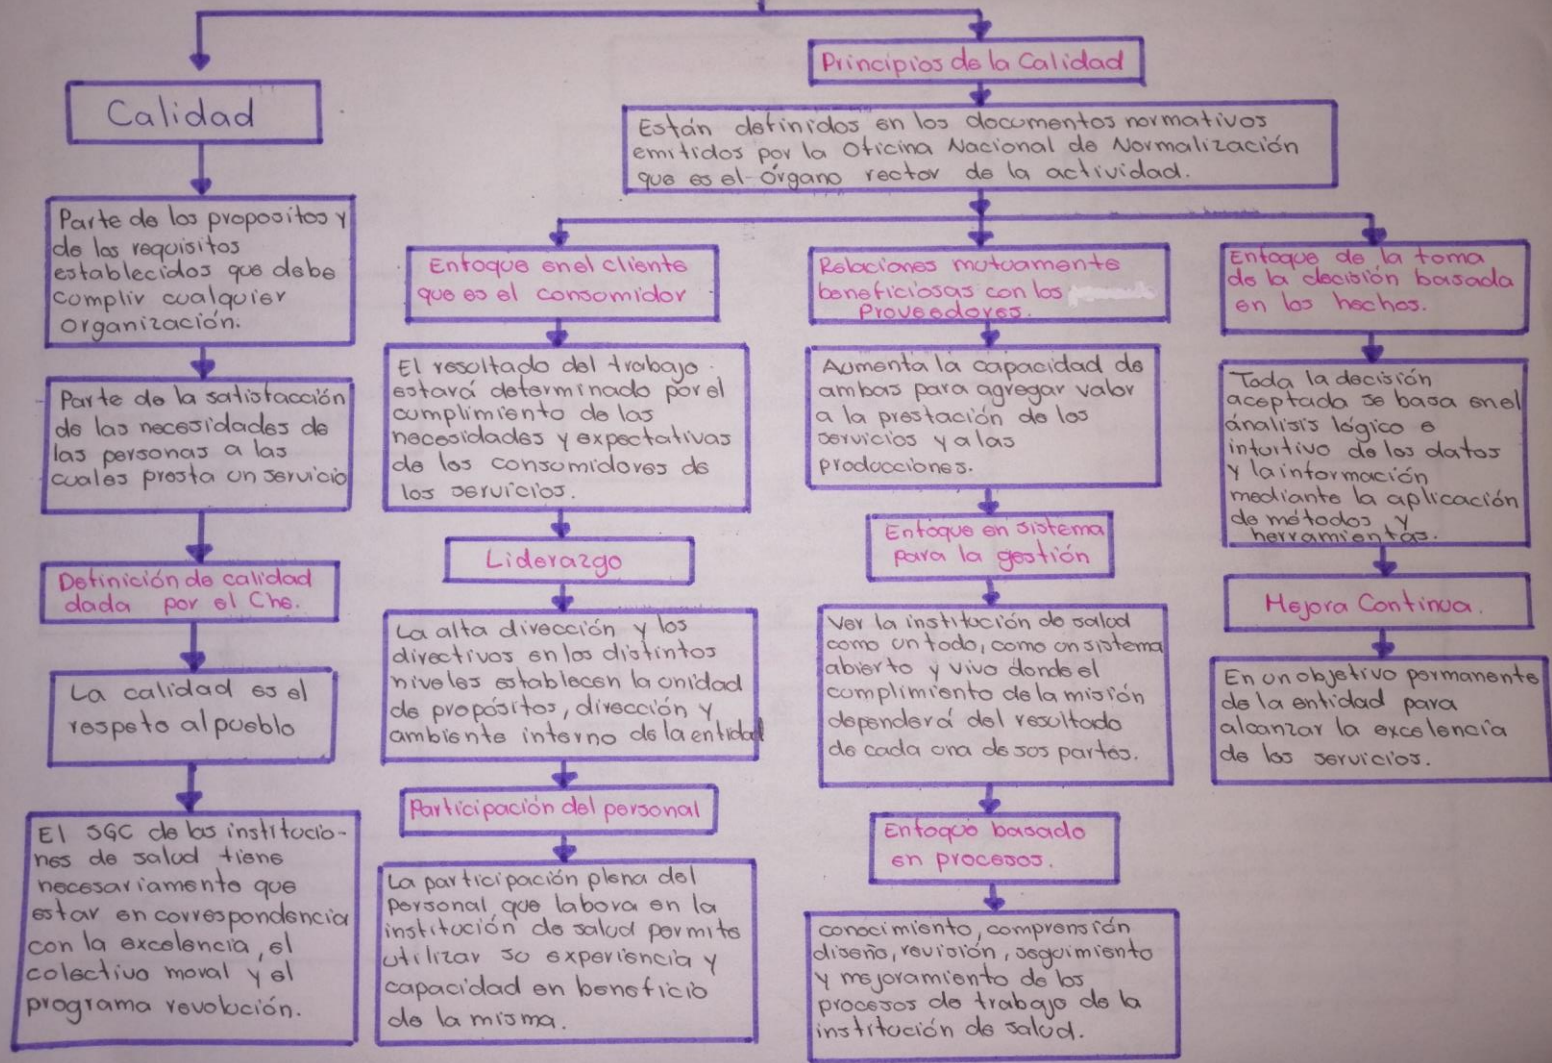 Calidad
Parte de los propositos y
de los requisitos
establecidos que debe
cumplir cualquier
organización.
Parte de la satisfacción
de las necesidades de
las personas a las
cuales presta un servicio
Definición de calidad
dada por el Che.
La calidad es el
respeto al pueblo
El SGC de las institucio-
nes de salud tiene
necesariamente que
estar en correspondencia
con la excelencia, el
colectivo moral y el
programa revolución.
Principios de la Calidad
Están definidos en los documentos normativos
emitidos por la Oficina Nacional de Normalización
que es el órgano rector de la actividad.
Enfoque en el cliente
que es el consumidor
El resultado del trabajo
estará determinado por el
cumplimiento de las
necesidades y expectativas
de los consumidores de
los servicios.
Liderazgo
La alta dirección y los
directivos en los distintos
niveles establecen la unidad
de propósitos, dirección y
ambiente interno de la entidad
Participación del personal
La participación plena del
personal que labora en la
institución de salud permite
utilizar su experiencia y
capacidad en beneficio
de la misma.
Relaciones mutuamente
beneficiosas con los
Proveedores.
Aumenta la capacidad de
ambas para agregar valor
a la prestación de los
servicios y a las
producciones.
Enfoque en sistema
para la gestión
Ver la institución de salud
como un todo, como un sistema
abierto y vivo donde el
cumplimiento de la misión
dependerá del resultado
de cada una de sus partes.
Enfoque basado
en procesos.
conocimiento, comprensión
diseño, revisión, seguimiento
y mejoramiento de los
procesos de trabajo de la
institución de salud.
Enfoque de la toma
de la decisión basada
en los hechos.
Toda la decisión
aceptada se basa en el
ánalisis lógico e
intuitivo de los datos
y la información
mediante la aplicación
de métodos y
herramientas.
Mejora Continua.
En un objetivo permanente
de la entidad para
alcanzar la excelencia
de los servicios.